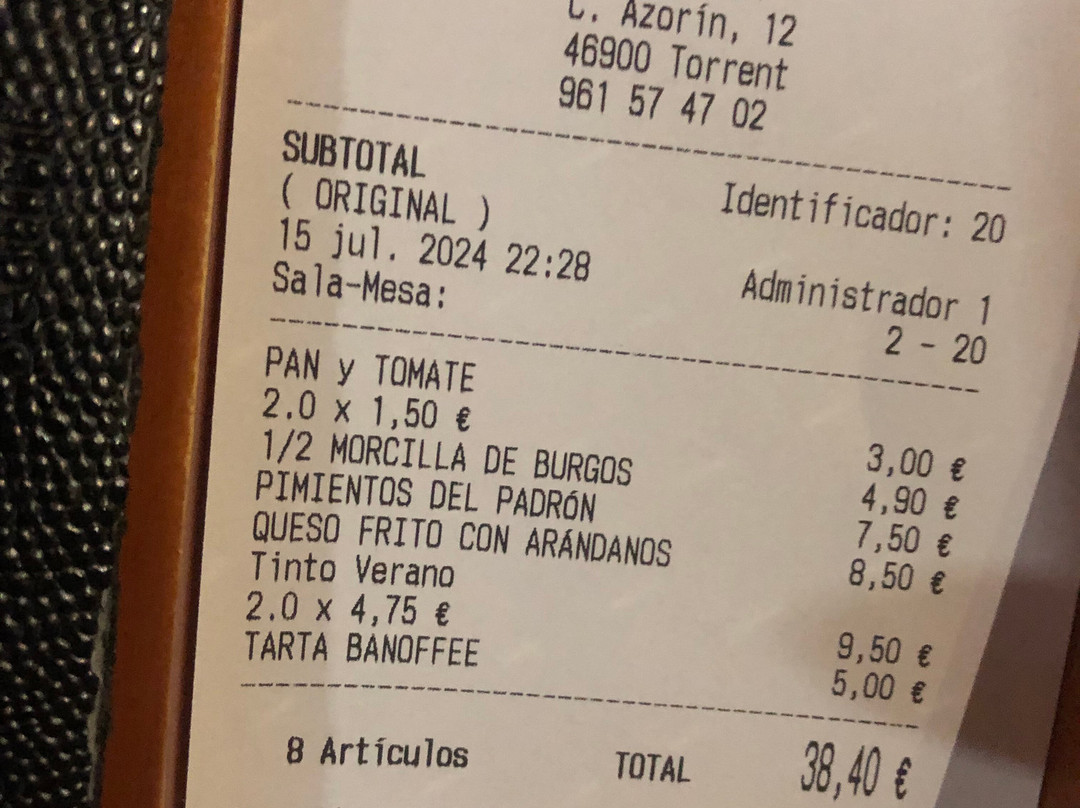 C. Azorín, 12
46900 Torrent
961 57 47 02
SUBTOTAL
( ORIGINAL ) Identificador: 20
15 jul. 2024 22:28
Sala-Mesa: Administrador 1
2 - 20
PAN y TOMATE
2.0 x 1,50 € 3,00 €
1/2 MORCILLA DE BURGOS 4,90 €
PIMIENTOS DEL PADRÓN 7,50 €
QUESO FRITO CON ARÁNDANOS 8,50 €
Tinto Verano
2.0 x 4,75 € 9,50 €
TARTA BANOFFEE 5,00 €
8 Artículos TOTAL 38,40 €